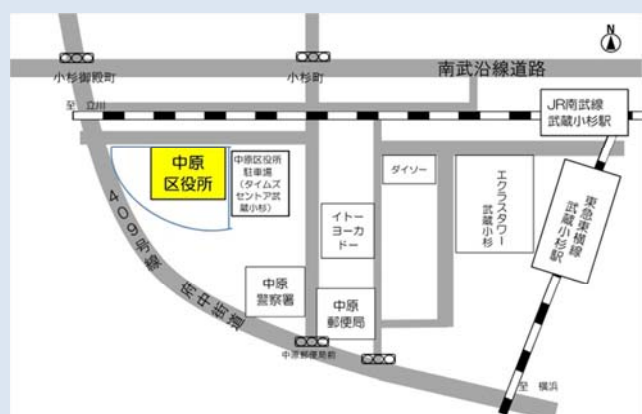 N
小杉御殿町
小杉町
南武沿線道路
至 立川
JR南武線
武蔵小杉駅
中原
区役所
中原区役所
駐車場
(タイムズ
セントア武
蔵小杉)
ダイソー
エクラスタワー
武蔵小杉
東急東横線
武蔵小杉駅
イトー
ヨーカ
ドー
409号線 府中街道
中原
警察署
中原
郵便局
中原郵便局前
至 横浜